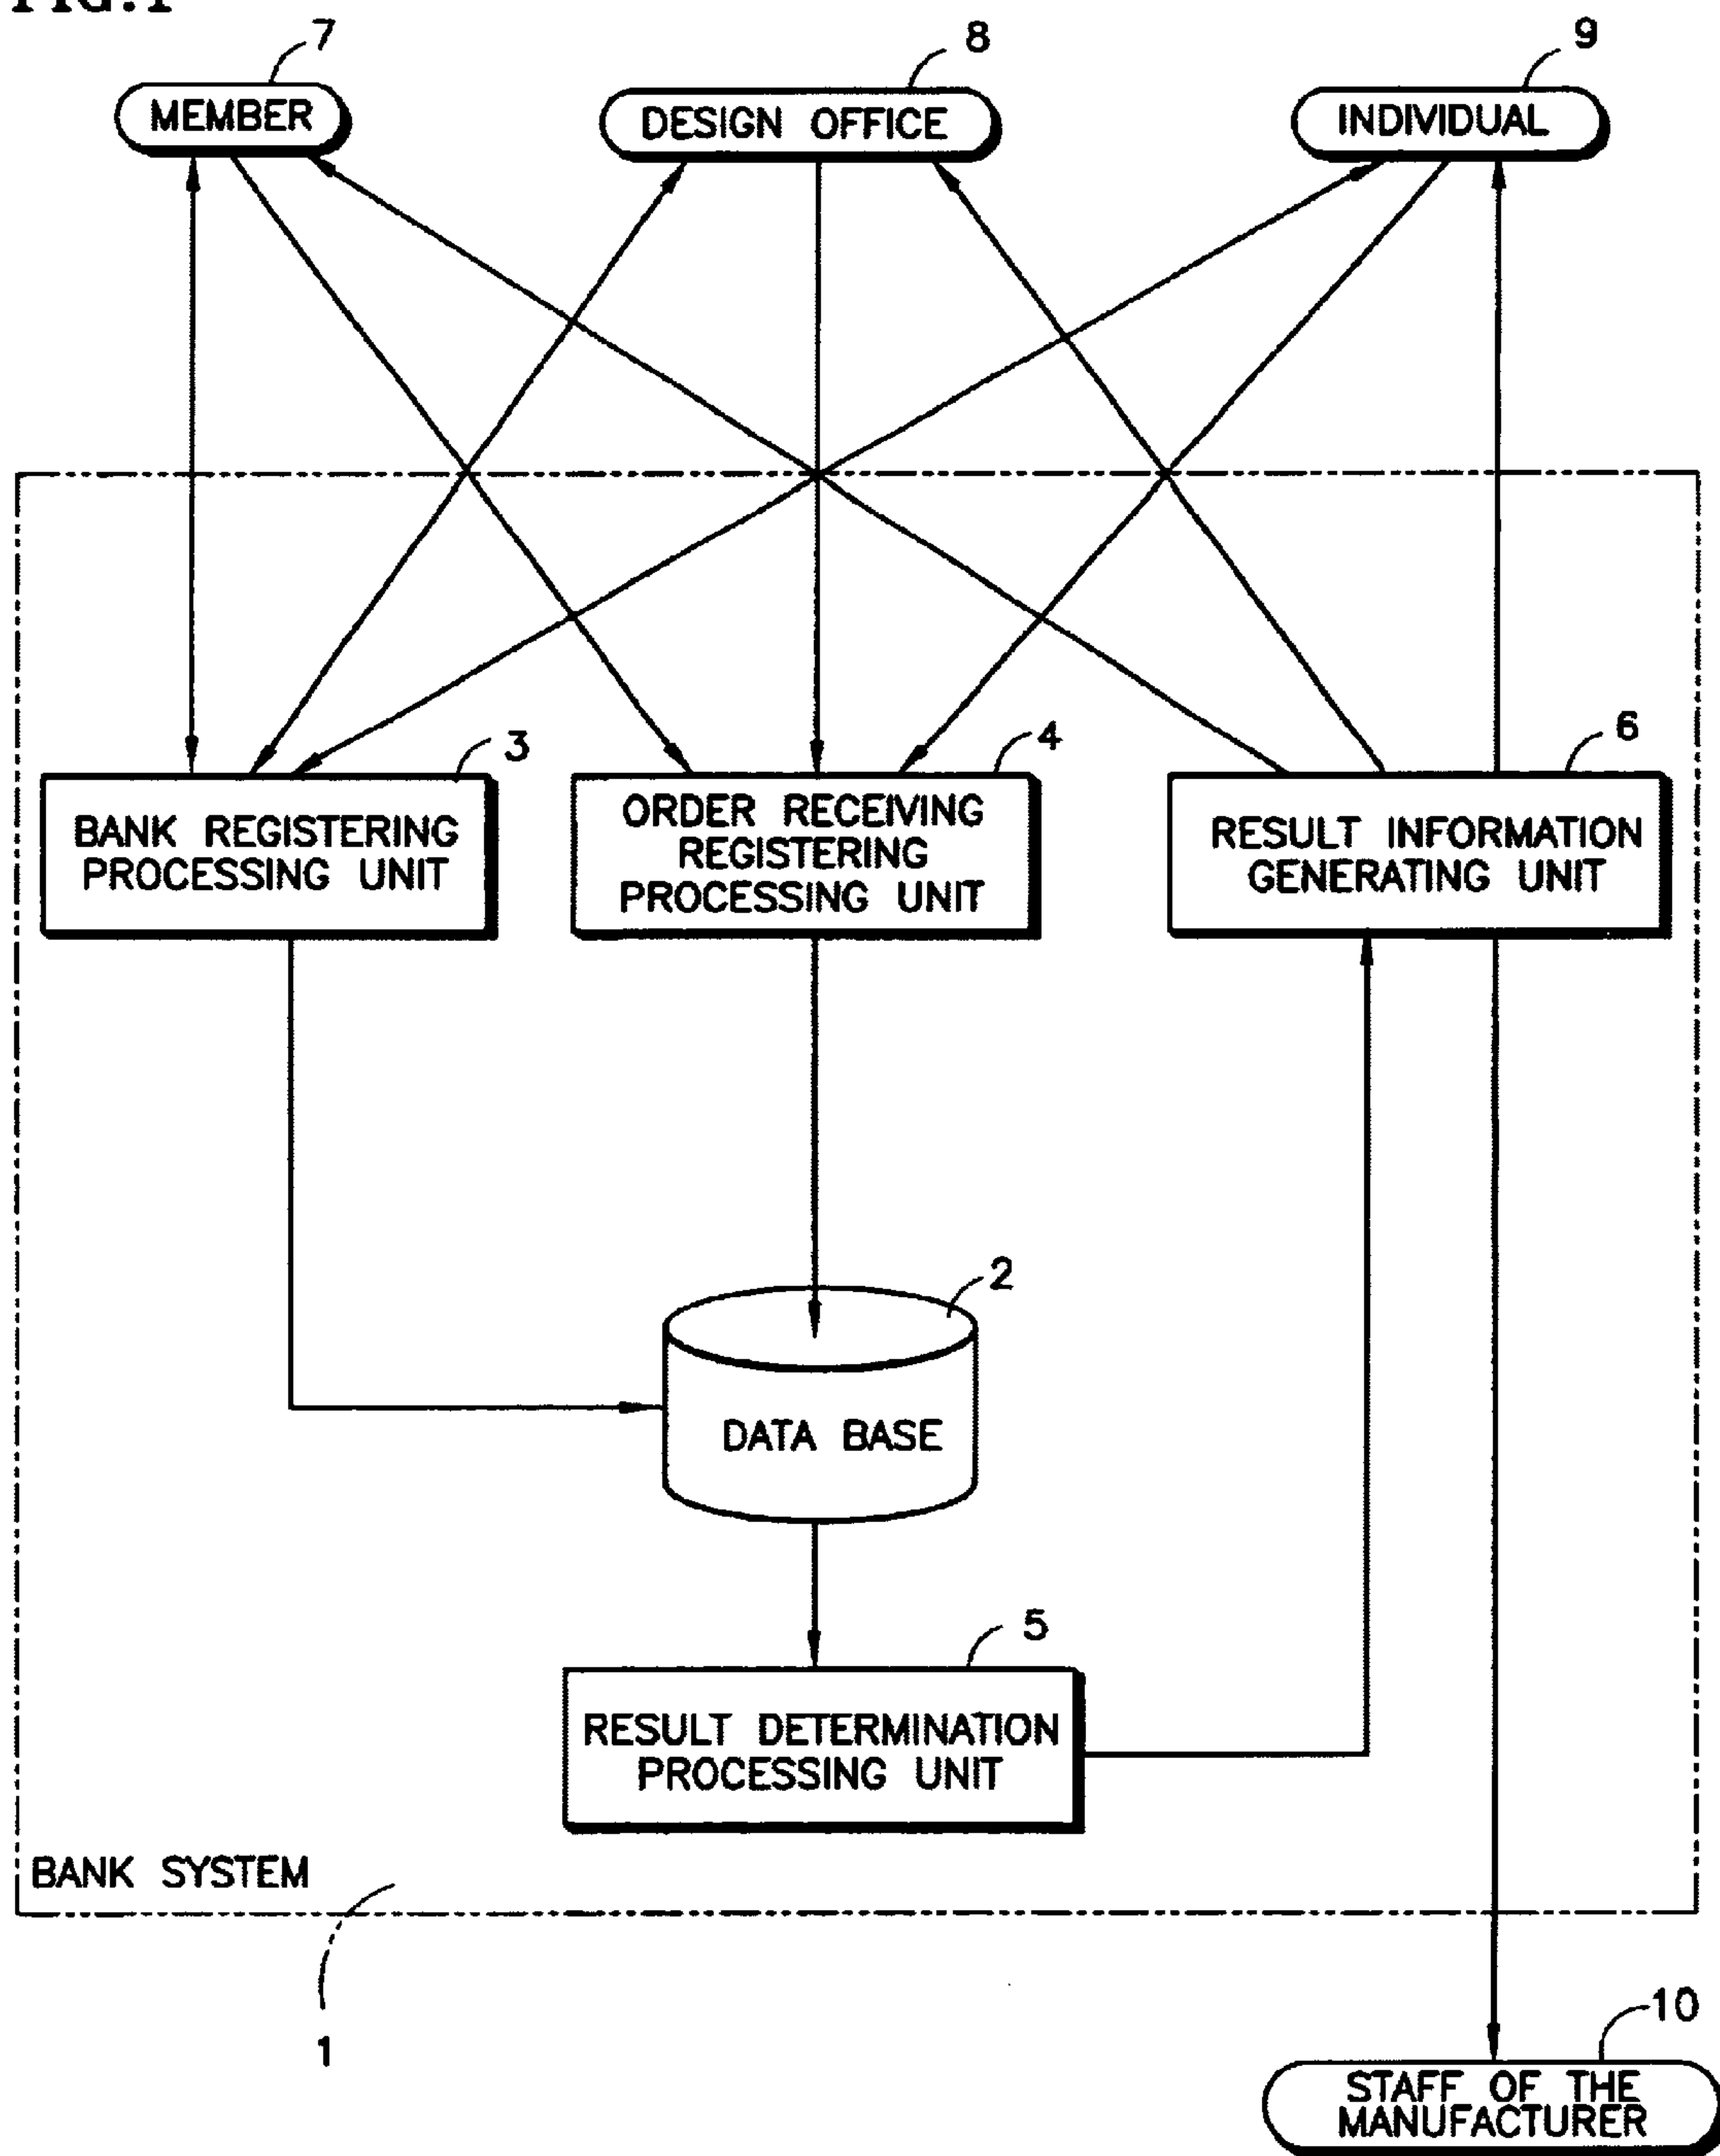 FIG.1
7
8
9
MEMBER
DESIGN OFFICE
INDIVIDUAL
3
4
6
BANK REGISTERING
PROCESSING UNIT
ORDER RECEIVING
REGISTERING
PROCESSING UNIT
RESULT INFORMATION
GENERATING UNIT
2
DATA BASE
5
RESULT DETERMINATION
PROCESSING UNIT
BANK SYSTEM
1
10
STAFF OF THE
MANUFACTURER